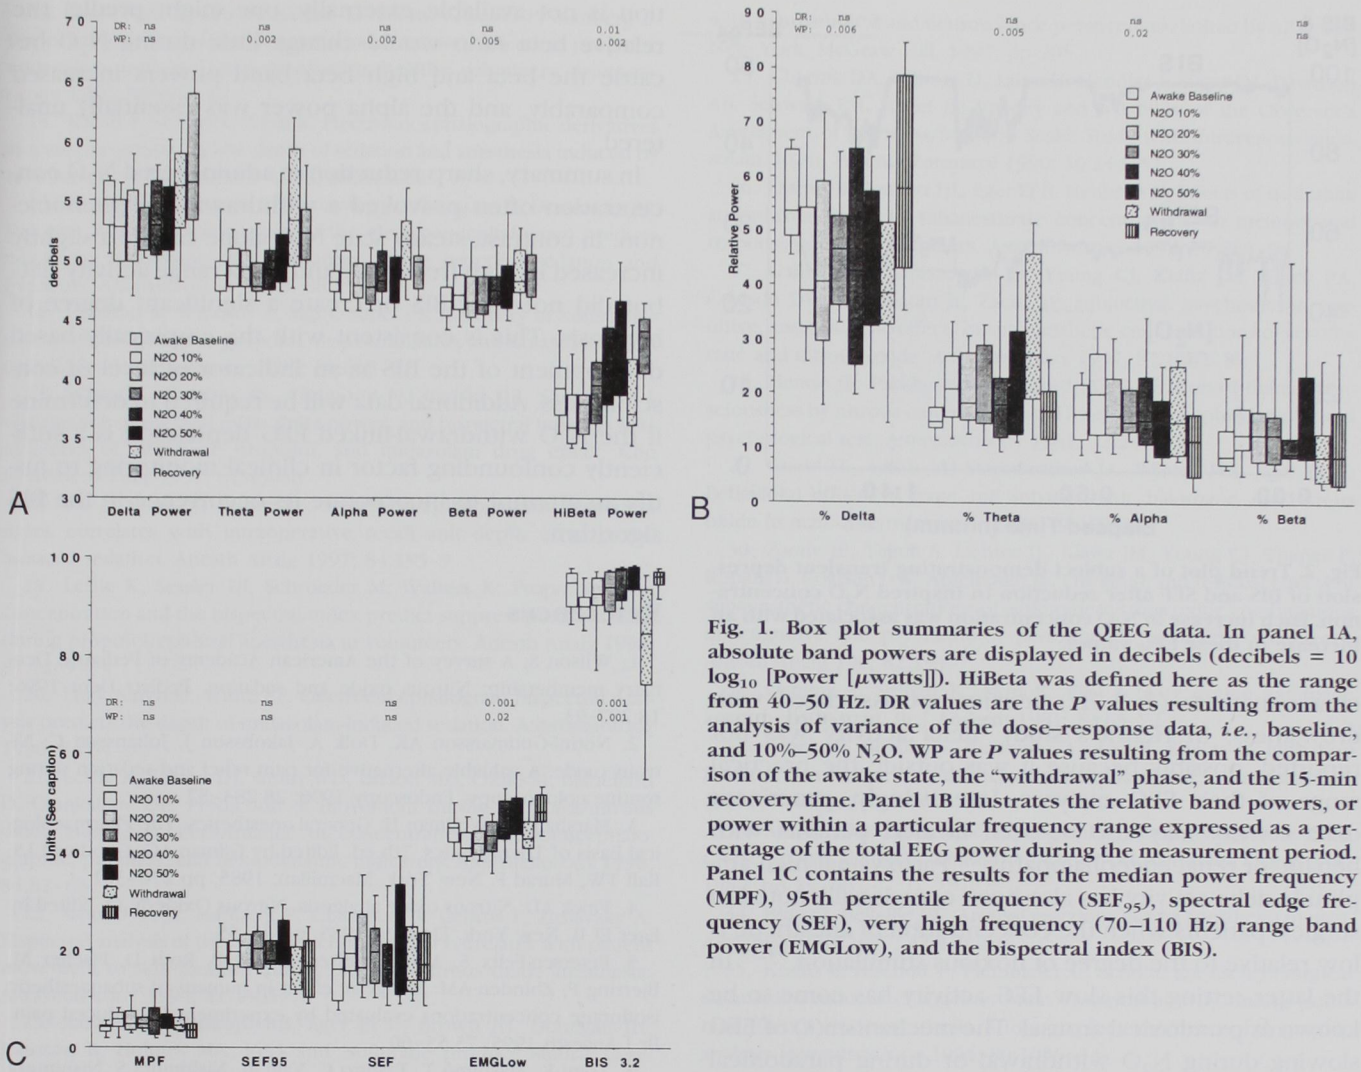 70
65
60
55
50
45
40
35
30
decibels
DR: ns ns ns ns 0.01
WP: ns 0.002 0.002 0.005 0.002
Awake Baseline
N2O 10%
N2O 20%
N2O 30%
N2O 40%
N2O 50%
Withdrawal
Recovery
A
Delta Power Theta Power Alpha Power Beta Power HiBeta Power
90
80
70
60
50
40
30
20
10
0
Relative Power
DR: ns ns ns ns
WP: 0.006 0.005 0.02 ns
Awake Baseline
N2O 10%
N2O 20%
N2O 30%
N2O 40%
N2O 50%
Withdrawal
Recovery
B
% Delta % Theta % Alpha % Beta
100
80
60
40
20
0
Units (See caption)
DR: ns ns ns 0.001 0.001
WP: ns ns ns 0.02 0.001
Awake Baseline
N2O 10%
N2O 20%
N2O 30%
N2O 40%
N2O 50%
Withdrawal
Recovery
C
MPF SEF95 SEF EMGLow BIS 3.2
Fig. 1. Box plot summaries of the QEEG data. In panel 1A,
absolute band powers are displayed in decibels (decibels = 10
log₁₀ [Power [μwatts]]). HiBeta was defined here as the range
from 40–50 Hz. DR values are the P values resulting from the
analysis of variance of the dose–response data, i.e., baseline,
and 10%–50% N₂O. WP are P values resulting from the compar-
ison of the awake state, the “withdrawal” phase, and the 15-min
recovery time. Panel 1B illustrates the relative band powers, or
power within a particular frequency range expressed as a per-
centage of the total EEG power during the measurement period.
Panel 1C contains the results for the median power frequency
(MPF), 95th percentile frequency (SEF₉₅), spectral edge fre-
quency (SEF), very high frequency (70–110 Hz) range band
power (EMGLow), and the bispectral index (BIS).